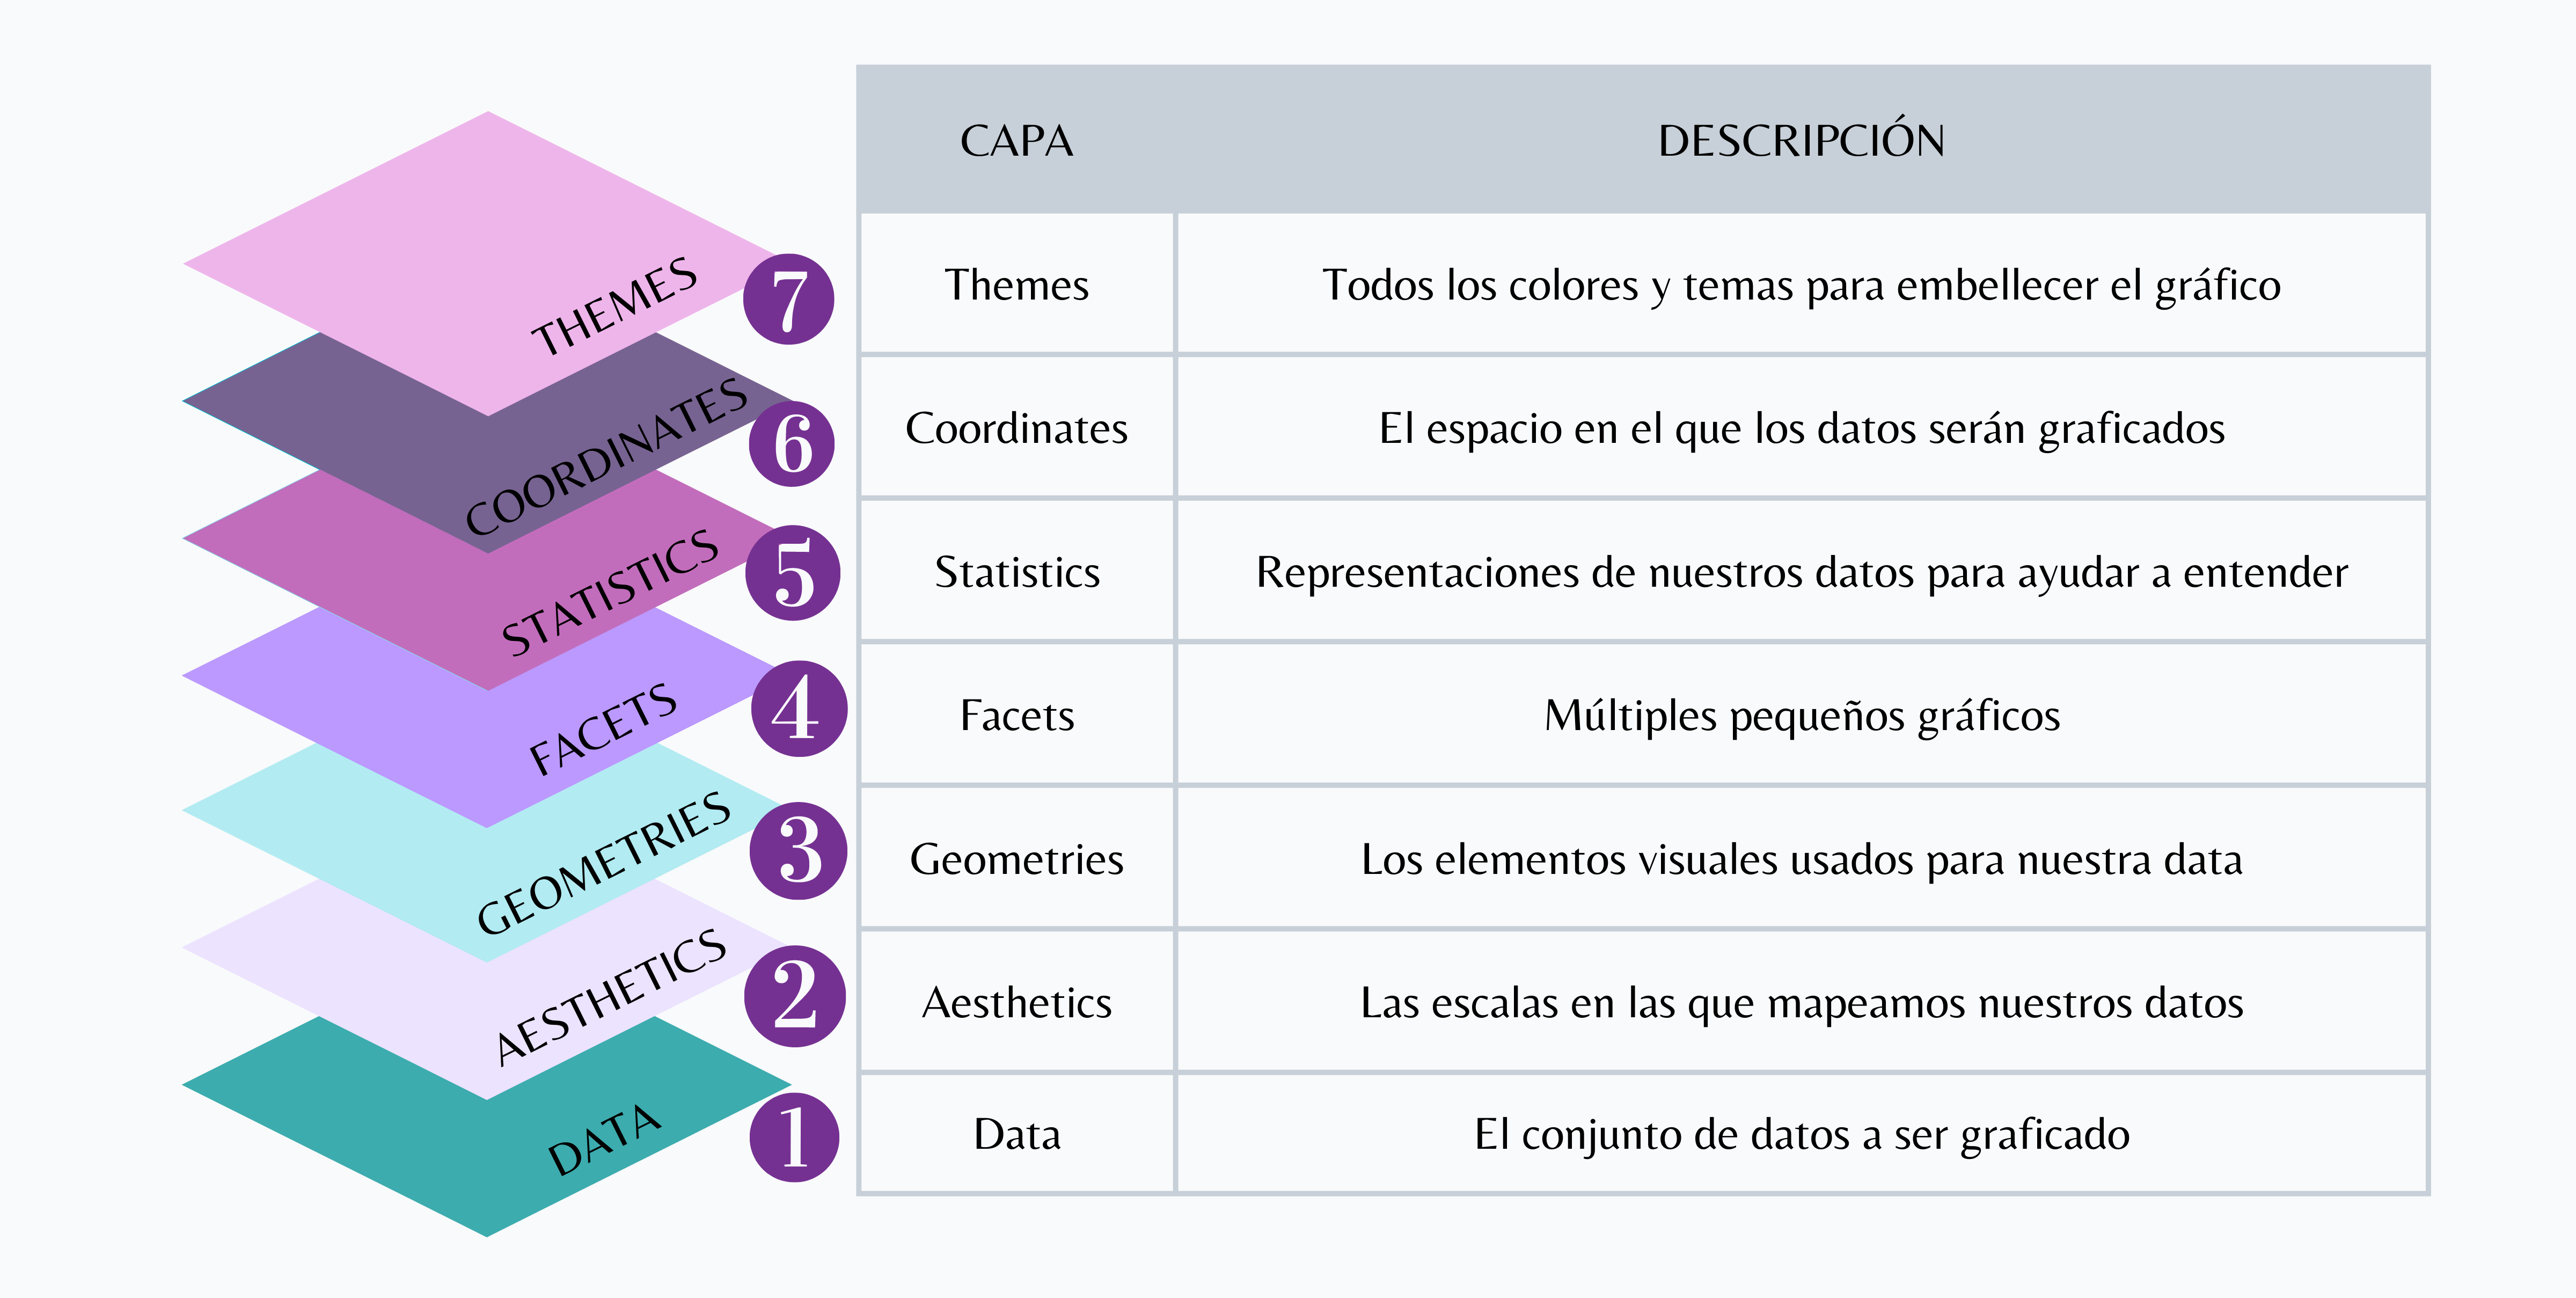 THEMES
7
COORDINATES
6
STATISTICS
5
FACETS
4
GEOMETRIES
3
AESTHETICS
2
DATA
1
CAPA DESCRIPCIÓN
Themes Todos los colores y temas para embellecer el gráfico
Coordinates El espacio en el que los datos serán graficados
Statistics Representaciones de nuestros datos para ayudar a entender
Facets Múltiples pequeños gráficos
Geometries Los elementos visuales usados para nuestra data
Aesthetics Las escalas en las que mapeamos nuestros datos
Data El conjunto de datos a ser graficado